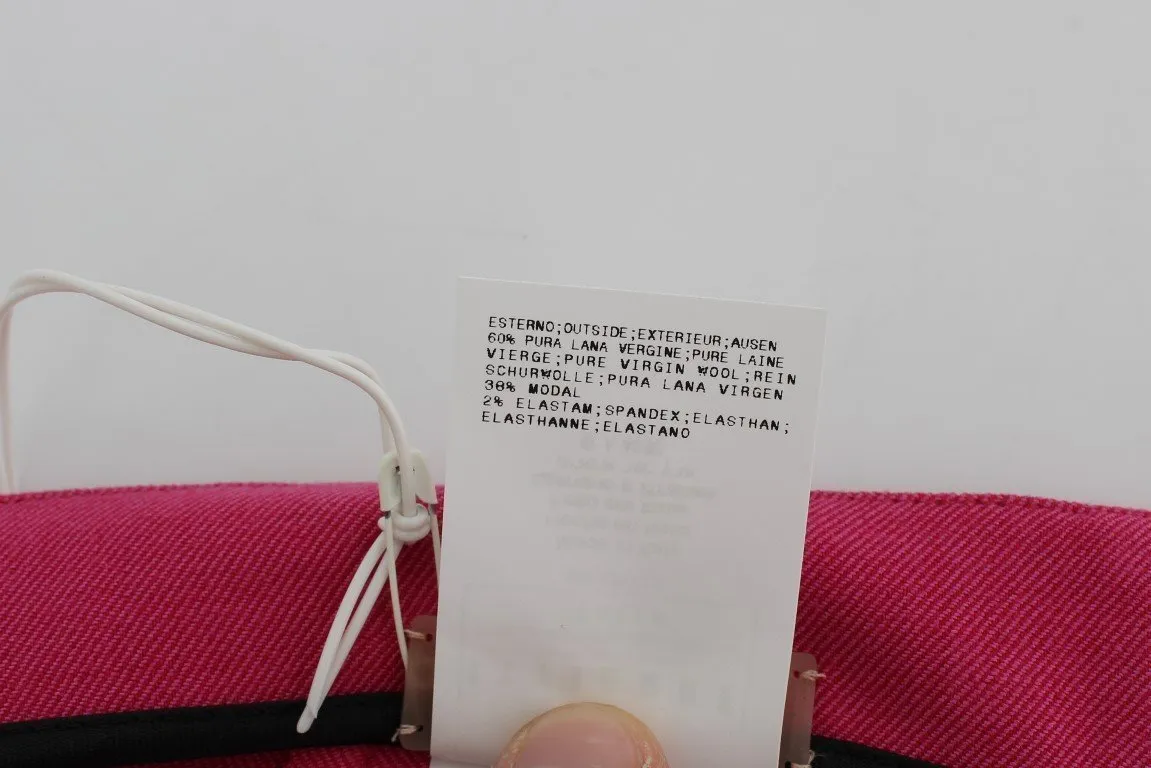 ESTERNO;OUTSIDE;EXTERIEUR;AUSEN
60% PURA LANA VERGINE;PURE LAINE
VIERGE;PURE VIRGIN WOOL;REIN
SCHURWOLLE;PURA LANA VIRGEN
38% MODAL
2% ELASTAM;SPANDEX;ELASTHAN;
ELASTHANNE;ELASTANO